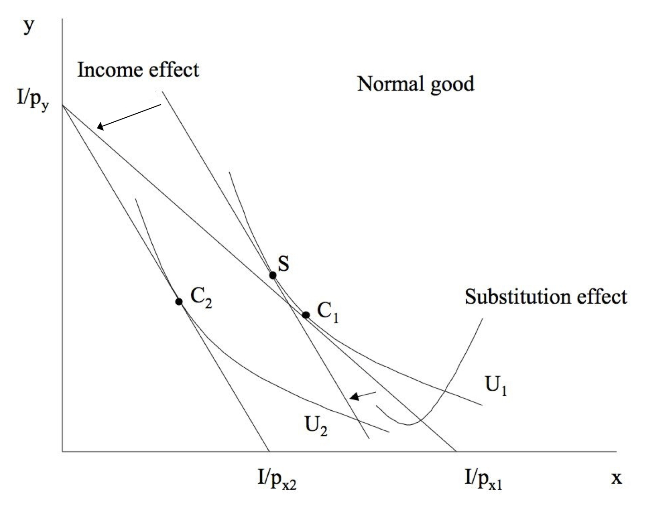 y
Income effect
Normal good
I/py
S
C2
C1
Substitution effect
U1
U2
I/px2
I/px1
x